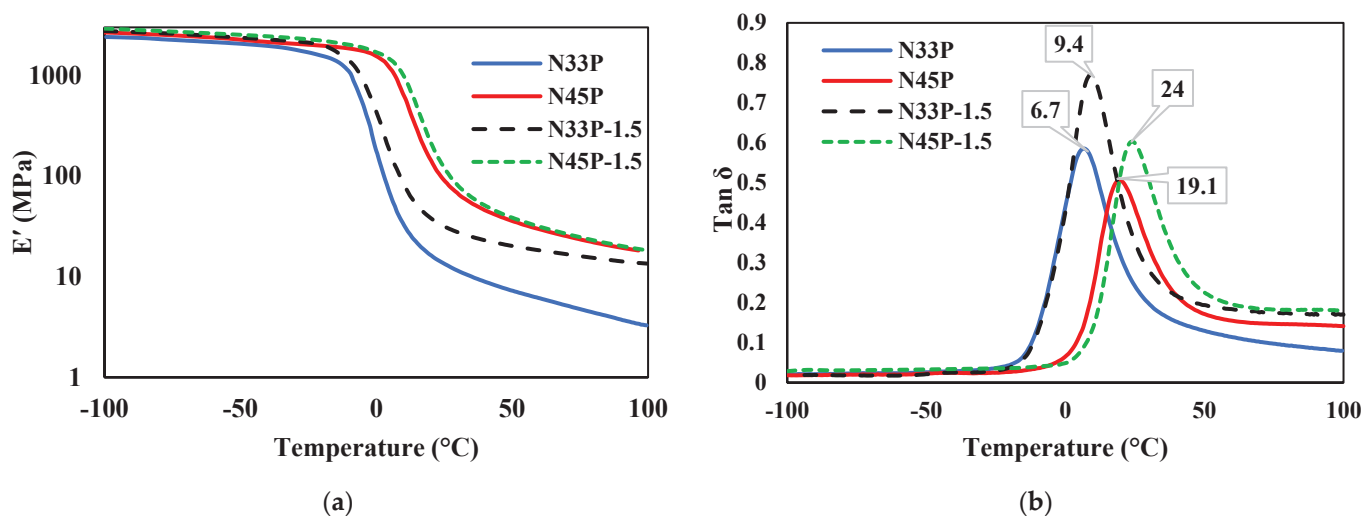 1000
100
10
1
E′ (MPa)
-100
-50
0
50
100
Temperature (°C)
N33P
N45P
N33P-1.5
N45P-1.5
(a)
0.9
0.8
0.7
0.6
0.5
0.4
0.3
0.2
0.1
0
Tan δ
-100
-50
0
50
100
Temperature (°C)
N33P
N45P
N33P-1.5
N45P-1.5
9.4
6.7
24
19.1
(b)